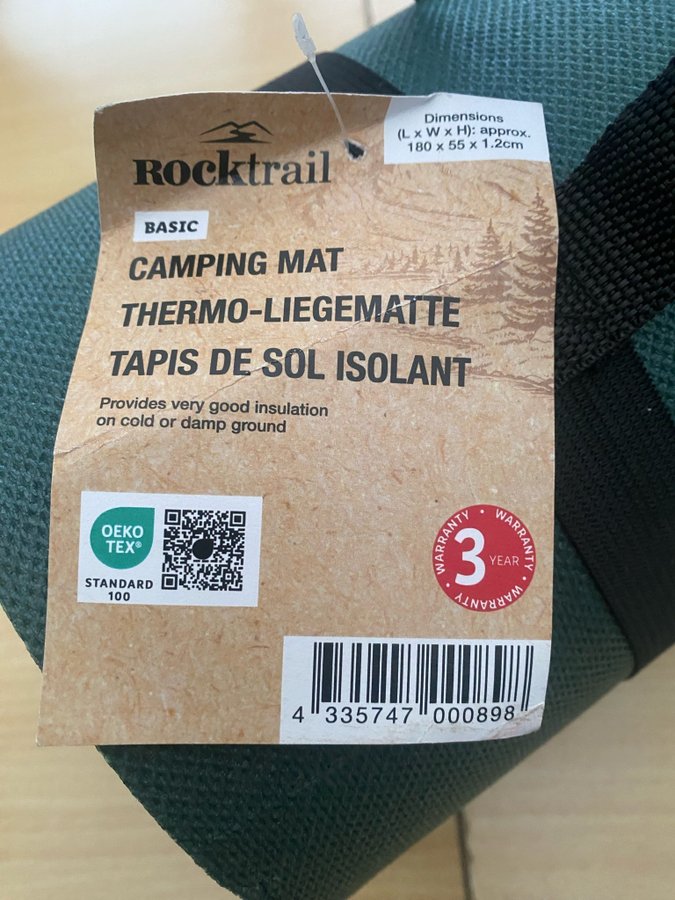 Dimensions
(L x W x H): approx.
180 x 55 x 1.2cm
Rocktrail
BASIC
CAMPING MAT
THERMO-LIEGEMATTE
TAPIS DE SOL ISOLANT
Provides very good insulation
on cold or damp ground
OEKO
TEX®
STANDARD
100
WARRANTY • WARRANTY • WARRANTY • WARRANTY •
3 YEAR
4 335747 000898